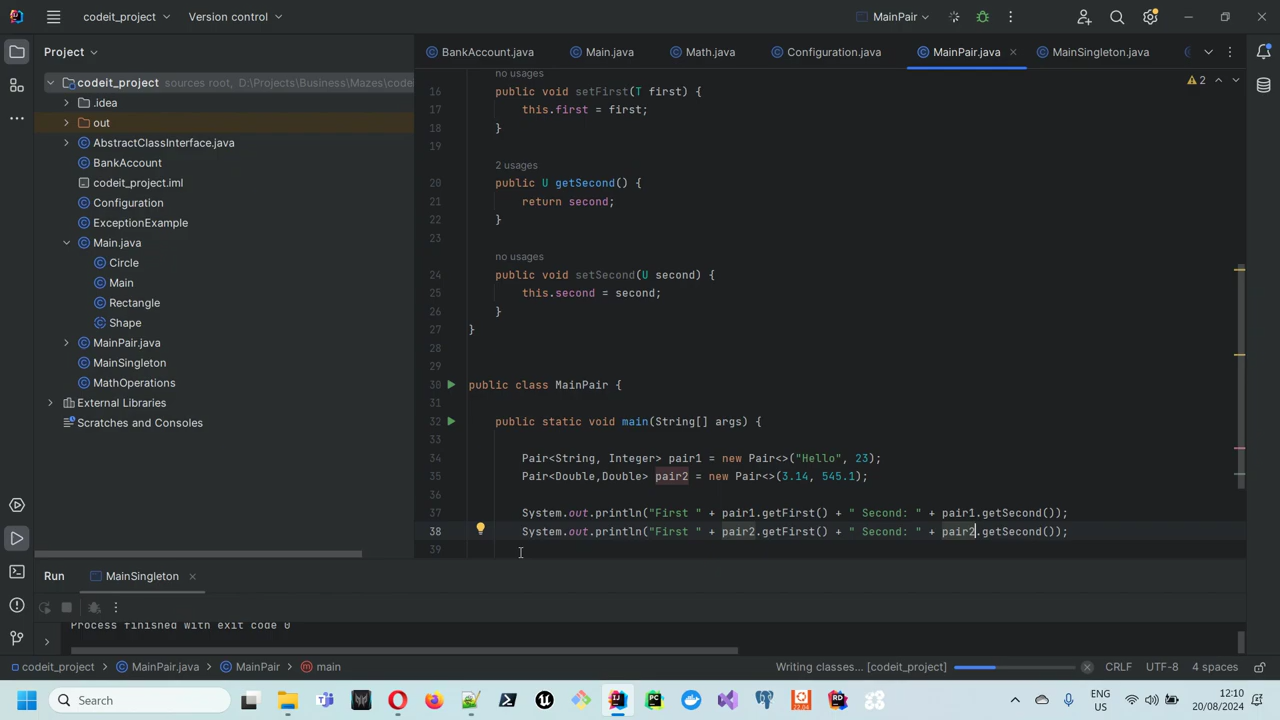 codeit_project
Version control
MainPair
Project
BankAccount.java
Main.java
Math.java
Configuration.java
MainPair.java
MainSingleton.java
codeit_project sources root, D:\Projects\Business\Mazes\codei
.idea
out
AbstractClassInterface.java
BankAccount
codeit_project.iml
Configuration
ExceptionExample
Main.java
Circle
Main
Rectangle
Shape
MainPair.java
MainSingleton
MathOperations
External Libraries
Scratches and Consoles
2
no usages
16 public void setFirst(T first) {
17 this.first = first;
18 }
19
2 usages
20 public U getSecond() {
21 return second;
22 }
23
no usages
24 public void setSecond(U second) {
25 this.second = second;
26 }
27 }
28
29
30 public class MainPair {
31
32 public static void main(String[] args) {
33
34 Pair<String, Integer> pair1 = new Pair<>("Hello", 23);
35 Pair<Double,Double> pair2 = new Pair<>(3.14, 545.1);
36
37 System.out.println("First " + pair1.getFirst() + " Second: " + pair1.getSecond());
38 System.out.println("First " + pair2.getFirst() + " Second: " + pair2.getSecond());
39
Run
MainSingleton
Process finished with exit code 0
codeit_project > MainPair.java > MainPair > main
Writing classes... [codeit_project]
CRLF UTF-8 4 spaces
Search
ENG
US
12:10
20/08/2024